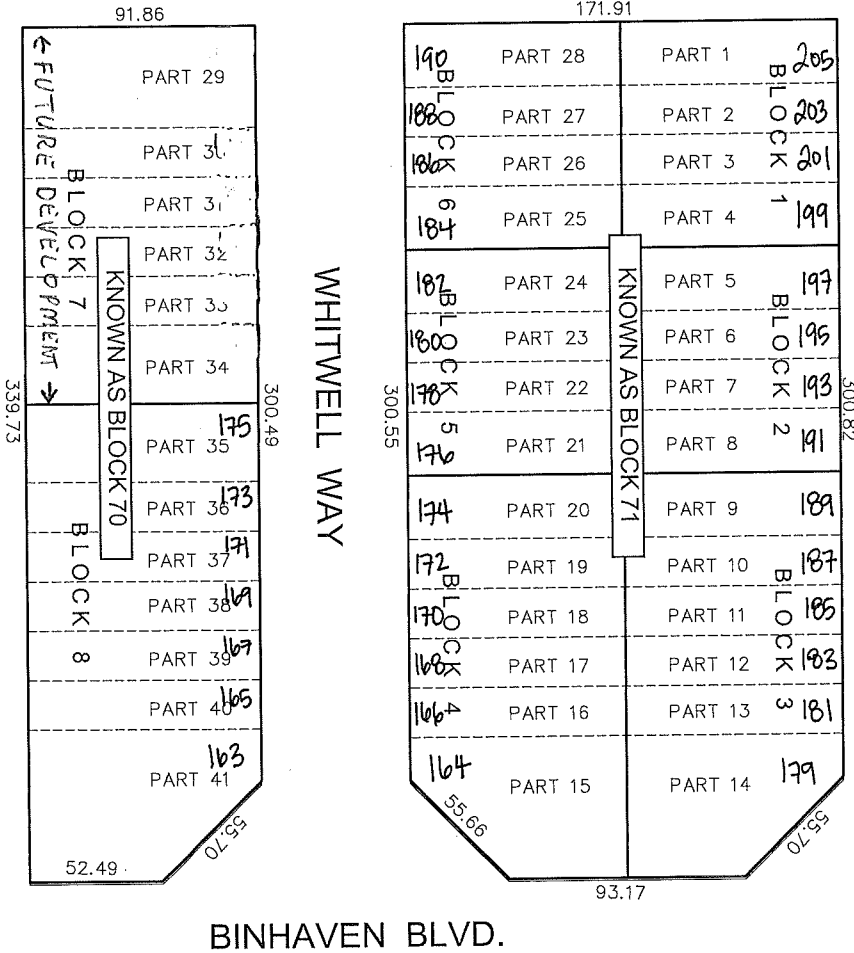 91.86
171.91
← FUTURE DEVELOPMENT →
PART 29
PART 30
PART 31
PART 32
PART 33
PART 34
BLOCK 7
KNOWN AS BLOCK 70
339.73
300.49
175 PART 35
173 PART 36
171 PART 37
169 PART 38
167 PART 39
165 PART 40
163 PART 41
BLOCK 8
55.70
52.49
WHITWELL WAY
190 PART 28 PART 1 205
188 PART 27 PART 2 203
186 PART 26 PART 3 201
184 PART 25 PART 4 199
BLOCK 6
BLOCK 1
182 PART 24 PART 5 197
180 PART 23 PART 6 195
178 PART 22 PART 7 193
176 PART 21 PART 8 191
BLOCK 5
BLOCK 2
KNOWN AS BLOCK 71
300.55
300.82
174 PART 20 PART 9 189
172 PART 19 PART 10 187
170 PART 18 PART 11 185
168 PART 17 PART 12 183
166 PART 16 PART 13 181
164 PART 15 PART 14 179
BLOCK 4
BLOCK 3
55.66
55.70
93.17
BINHAVEN BLVD.